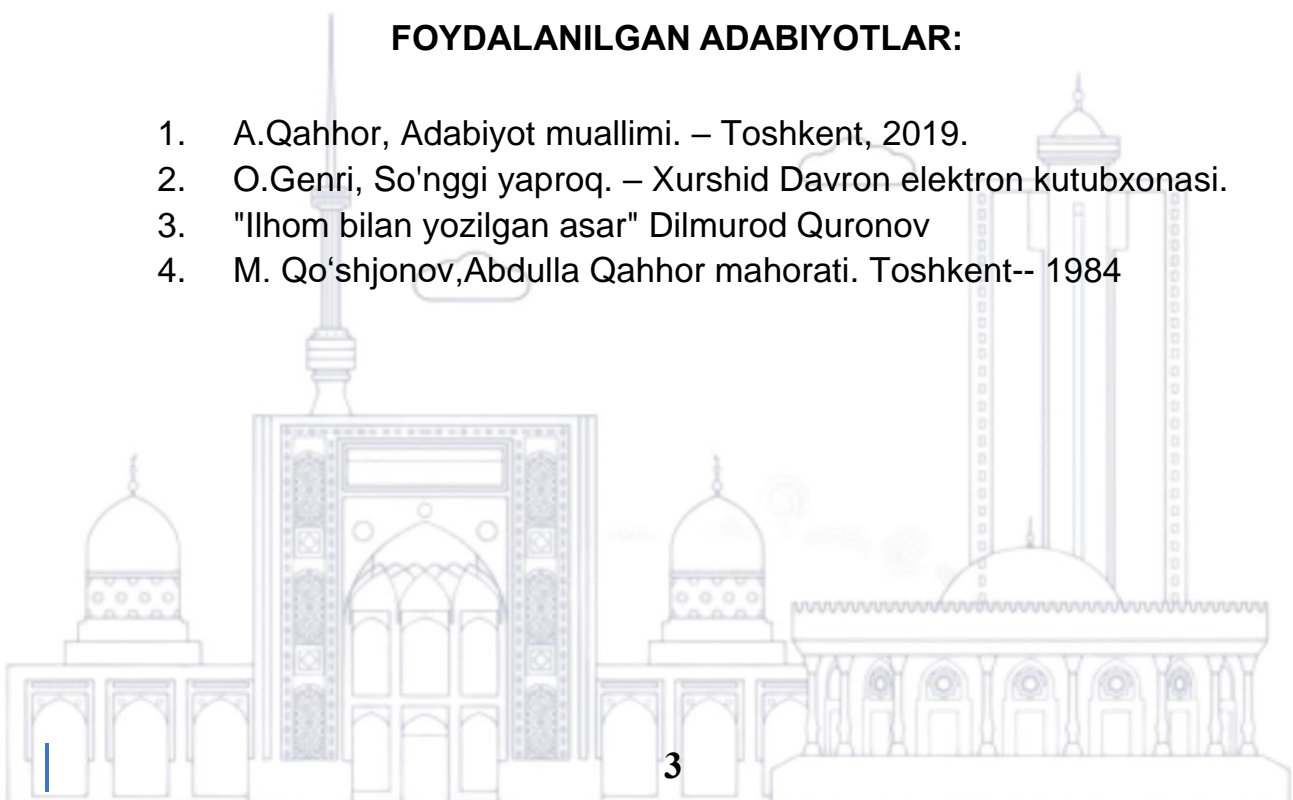 FOYDALANILGAN ADABIYOTLAR:
1. A.Qahhor, Adabiyot muallimi. – Toshkent, 2019.
2. O.Genri, So'nggi yaproq. – Xurshid Davron elektron kutubxonasi.
3. "Ilhom bilan yozilgan asar" Dilmurod Quronov
4. M. Qo‘shjonov,Abdulla Qahhor mahorati. Toshkent-- 1984
3